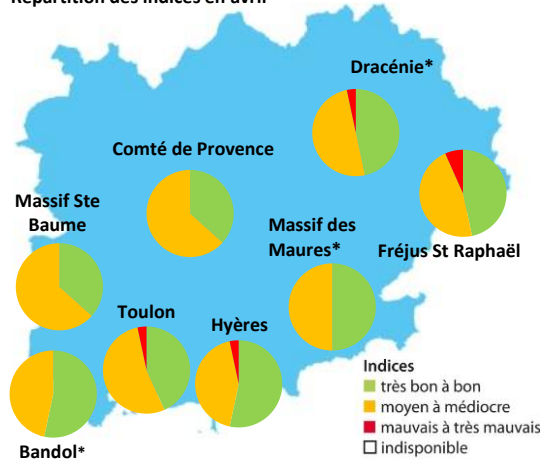 Répartition des indices en avril
Dracénie*
Comté de Provence
Massif Ste
Baume
Massif des
Maures*
Fréjus St Raphaël
Toulon
Hyères
Bandol*
Indices
très bon à bon
moyen à médiocre
mauvais à très mauvais
indisponible